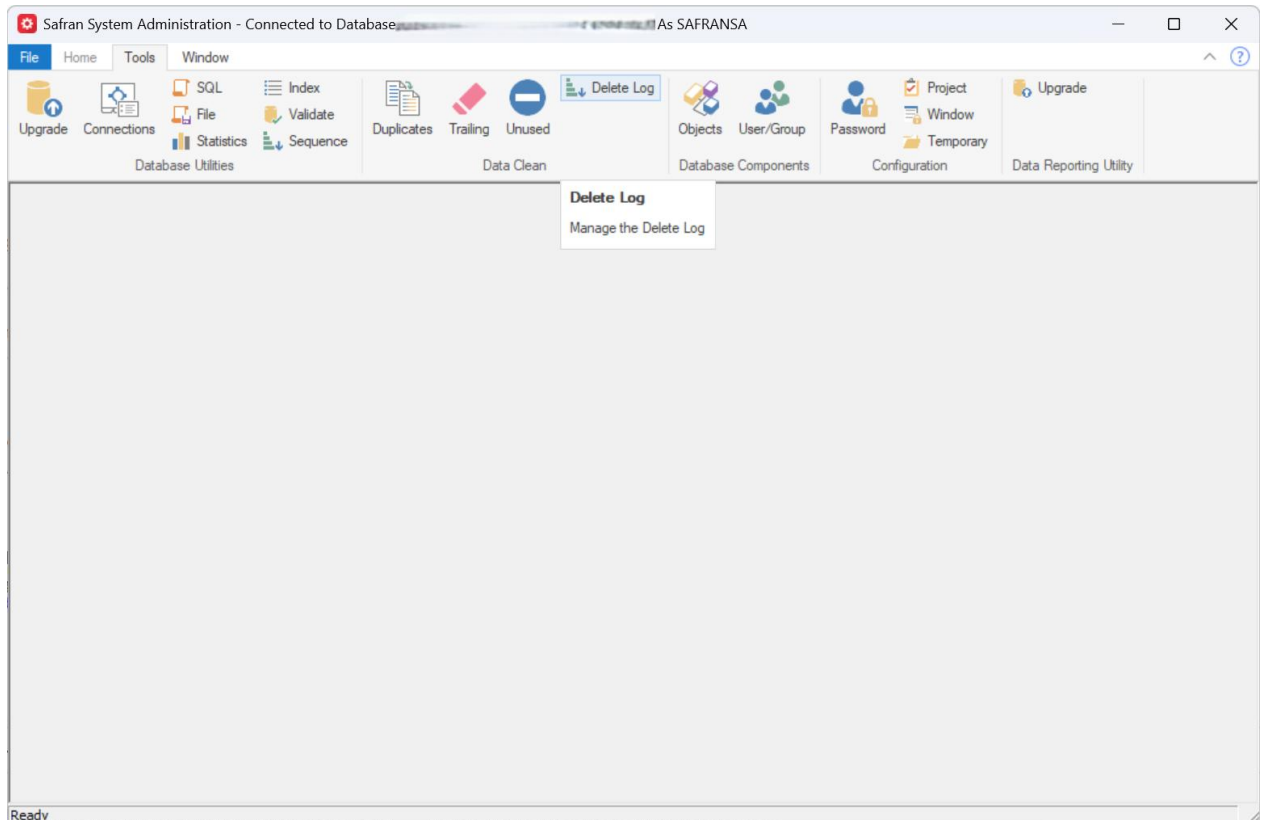 Safran System Administration - Connected to Database As SAFRANSA
File Home Tools Window
Upgrade
Connections
SQL
File
Statistics
Index
Validate
Sequence
Database Utilities
Duplicates
Trailing
Unused
Delete Log
Data Clean
Objects
User/Group
Database Components
Password
Project
Window
Temporary
Configuration
Upgrade
Data Reporting Utility
Delete Log
Manage the Delete Log
Ready